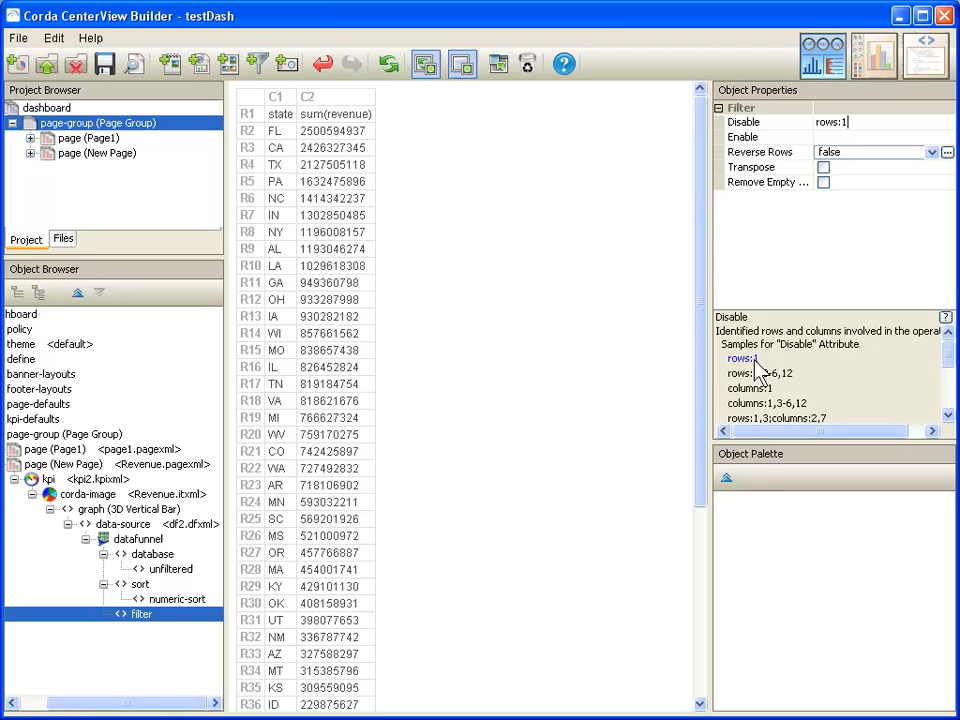 Corda CenterView Builder - testDash
File Edit Help
Project Browser
dashboard
page-group (Page Group)
page (Page1)
page (New Page)
Project Files
Object Browser
hboard
policy
theme <default>
define
banner-layouts
footer-layouts
page-defaults
kpi-defaults
page-group (Page Group)
page (Page1) <page1.pagexml>
page (New Page) <Revenue.pagexml>
kpi <kpi2.kpixml>
corda-image <Revenue.itxml>
graph (3D Vertical Bar)
data-source <df2.dfxml>
datafunnel
<> database
<> unfiltered
<> sort
<> numeric-sort
<> filter
C1 C2
R1 state sum(revenue)
R2 FL 2500594937
R3 CA 2426327345
R4 TX 2127505118
R5 PA 1632475896
R6 NC 1414342237
R7 IN 1302850485
R8 NY 1196008157
R9 AL 1193046274
R10 LA 1029618308
R11 GA 949360798
R12 OH 933287998
R13 IA 930282182
R14 WI 857661562
R15 MO 838657438
R16 IL 826452824
R17 TN 819184754
R18 VA 818621676
R19 MI 766627324
R20 WV 759170275
R21 CO 742425897
R22 WA 727492832
R23 AR 718106902
R24 MN 593032211
R25 SC 569201926
R26 MS 521000972
R27 OR 457766887
R28 MA 454001741
R29 KY 429101130
R30 OK 408158931
R31 UT 398077653
R32 NM 336787742
R33 AZ 327588297
R34 MT 315385796
R35 KS 309559095
R36 ID 229875627
Object Properties
Filter
Disable rows:1
Enable
Reverse Rows false
Transpose
Remove Empty ...
Disable
Identified rows and columns involved in the operat
Samples for "Disable" Attribute
rows:1
rows: 3-6,12
columns:1
columns:1,3-6,12
rows:1,3;columns:2,7
Object Palette